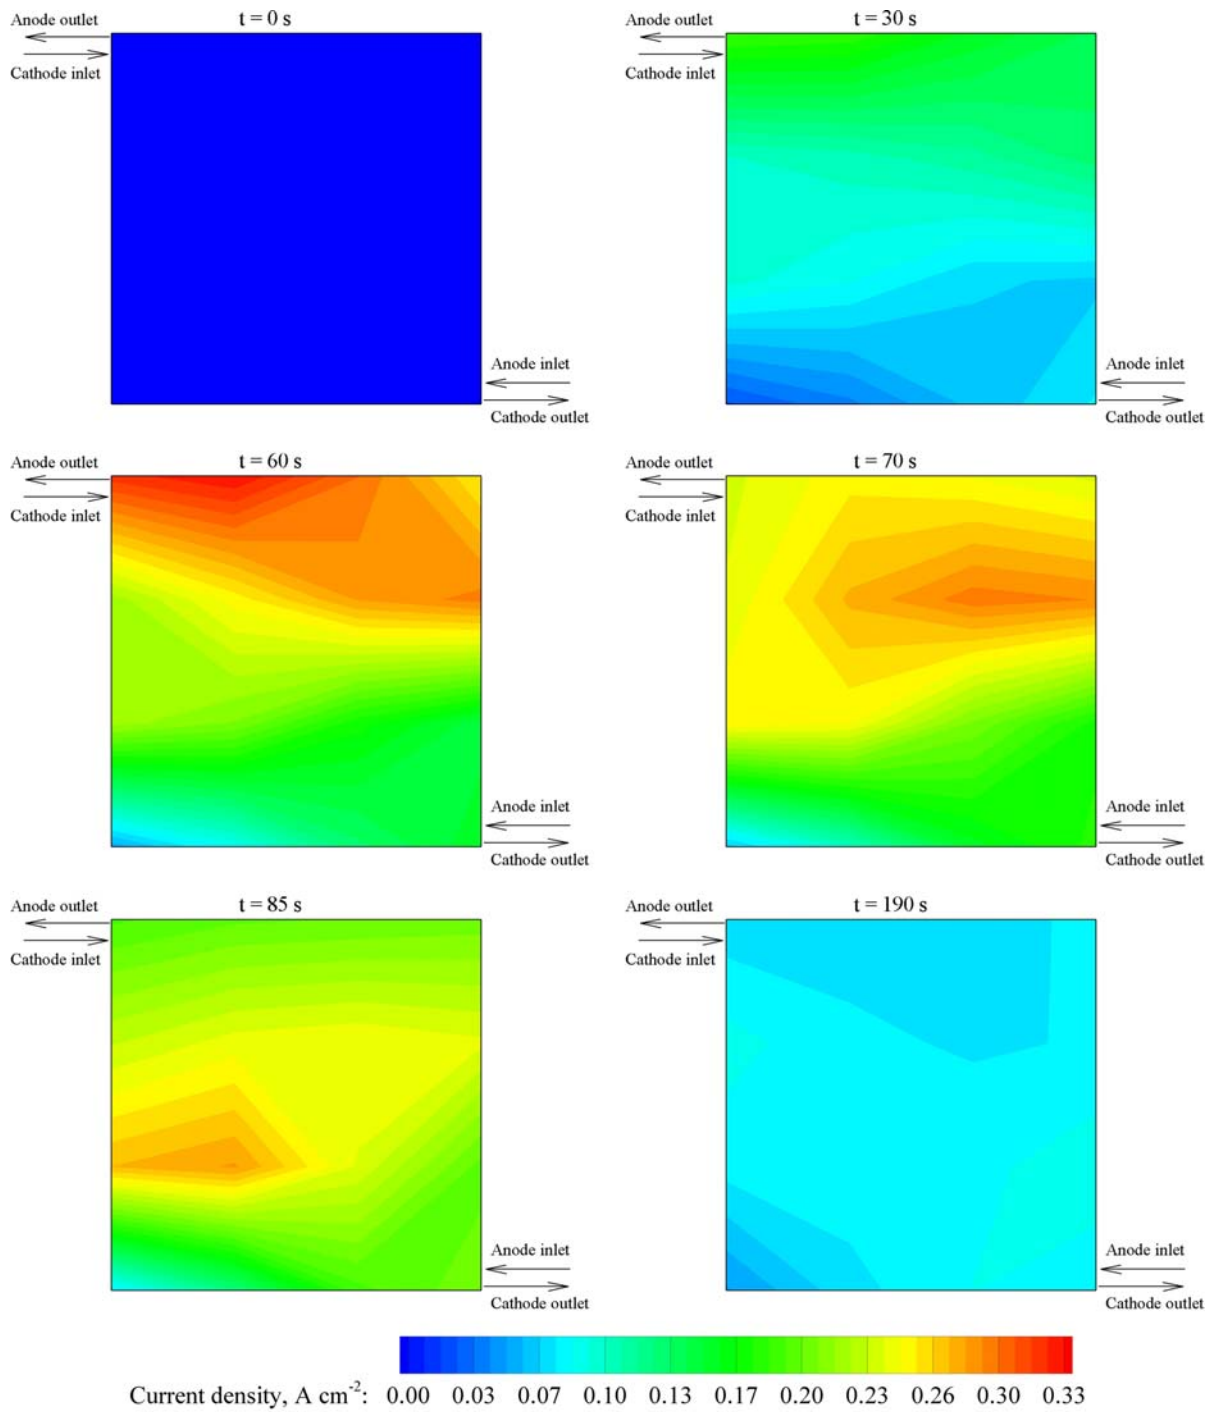 t = 0 s
Anode outlet
Cathode inlet
Anode inlet
Cathode outlet
t = 30 s
Anode outlet
Cathode inlet
Anode inlet
Cathode outlet
t = 60 s
Anode outlet
Cathode inlet
Anode inlet
Cathode outlet
t = 70 s
Anode outlet
Cathode inlet
Anode inlet
Cathode outlet
t = 85 s
Anode outlet
Cathode inlet
Anode inlet
Cathode outlet
t = 190 s
Anode outlet
Cathode inlet
Anode inlet
Cathode outlet
Current density, A cm⁻²: 0.00 0.03 0.07 0.10 0.13 0.17 0.20 0.23 0.26 0.30 0.33